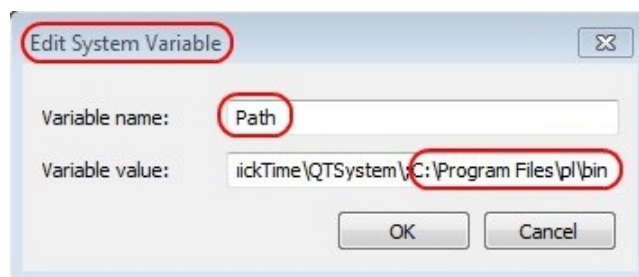 Edit System Variable
Variable name: Path
Variable value: ickTime\QTSystem\;C:\Program Files\pl\bin
OK Cancel